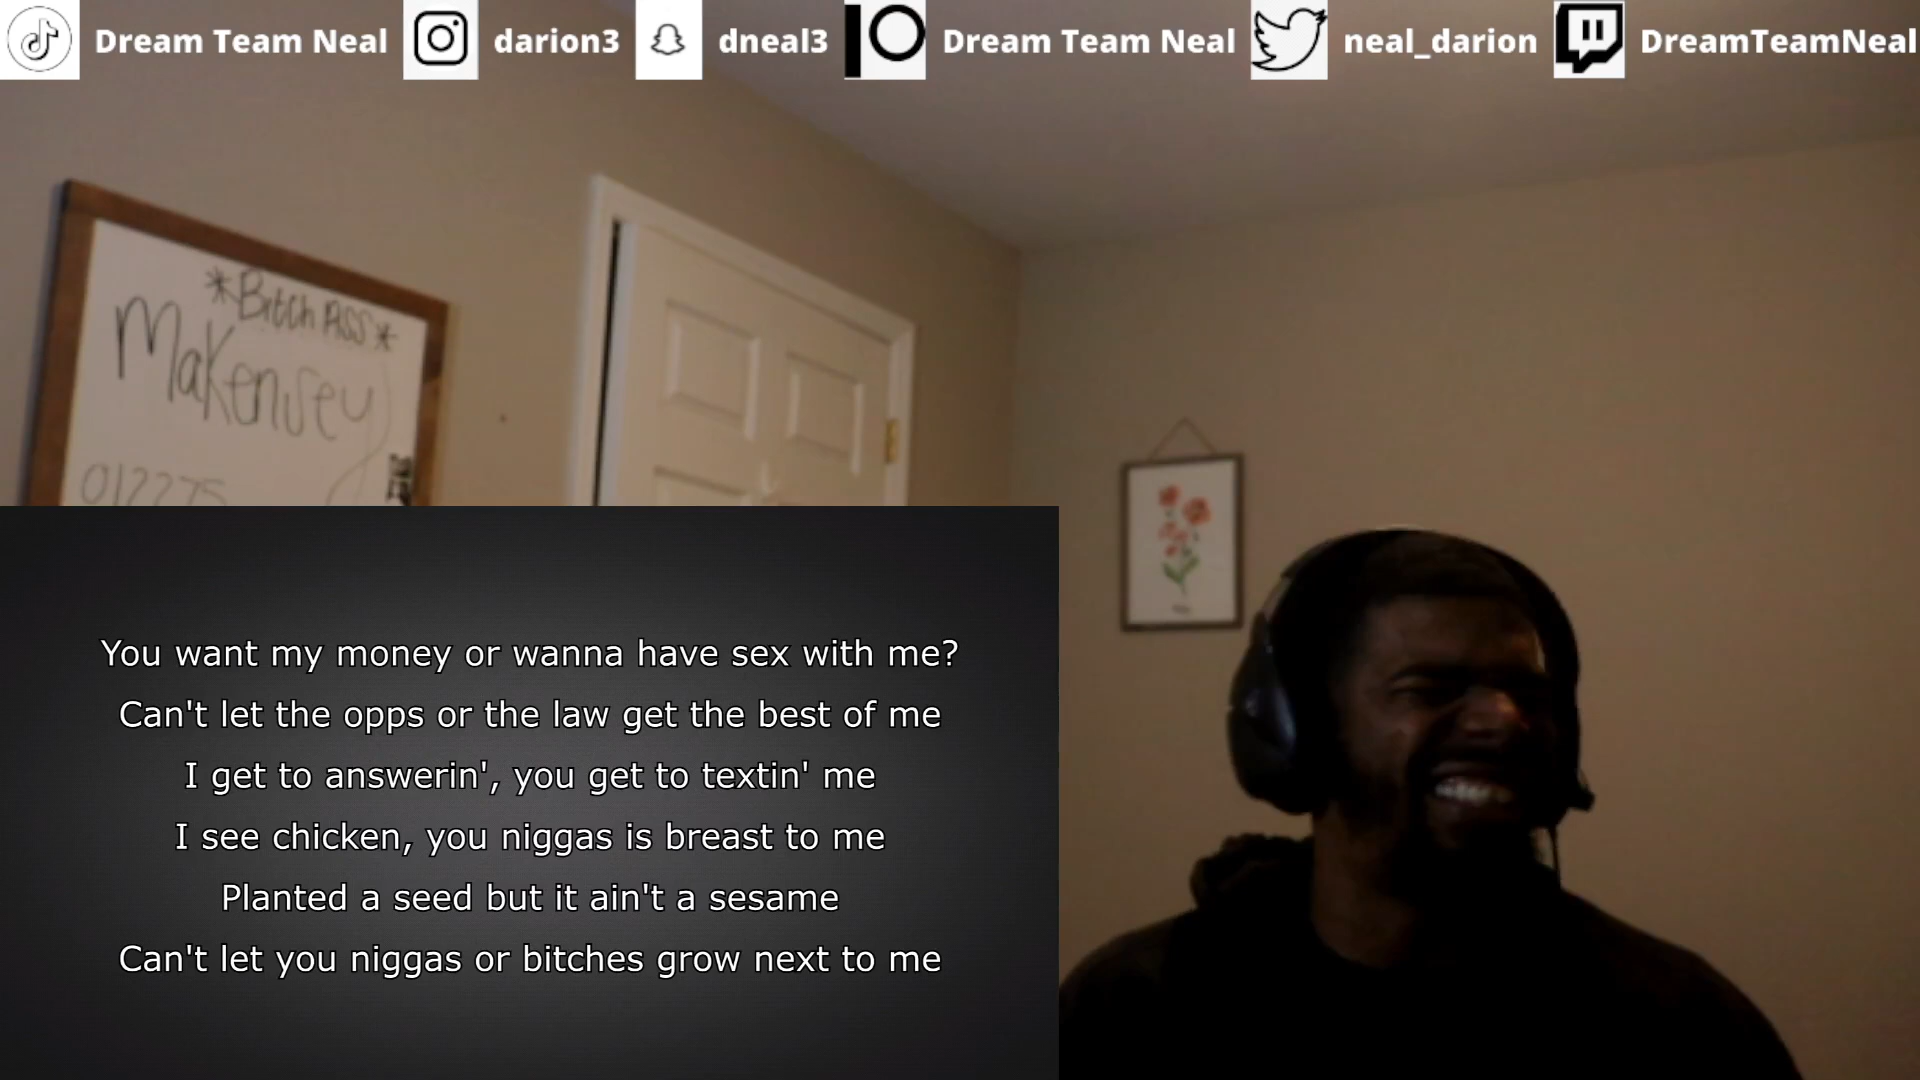 Dream Team Neal darion3 dneal3 Dream Team Neal neal_darion DreamTeamNeal
*Bitch Ass*
Makensey
012275
You want my money or wanna have sex with me?
Can't let the opps or the law get the best of me
I get to answerin', you get to textin' me
I see chicken, you niggas is breast to me
Planted a seed but it ain't a sesame
Can't let you niggas or bitches grow next to me